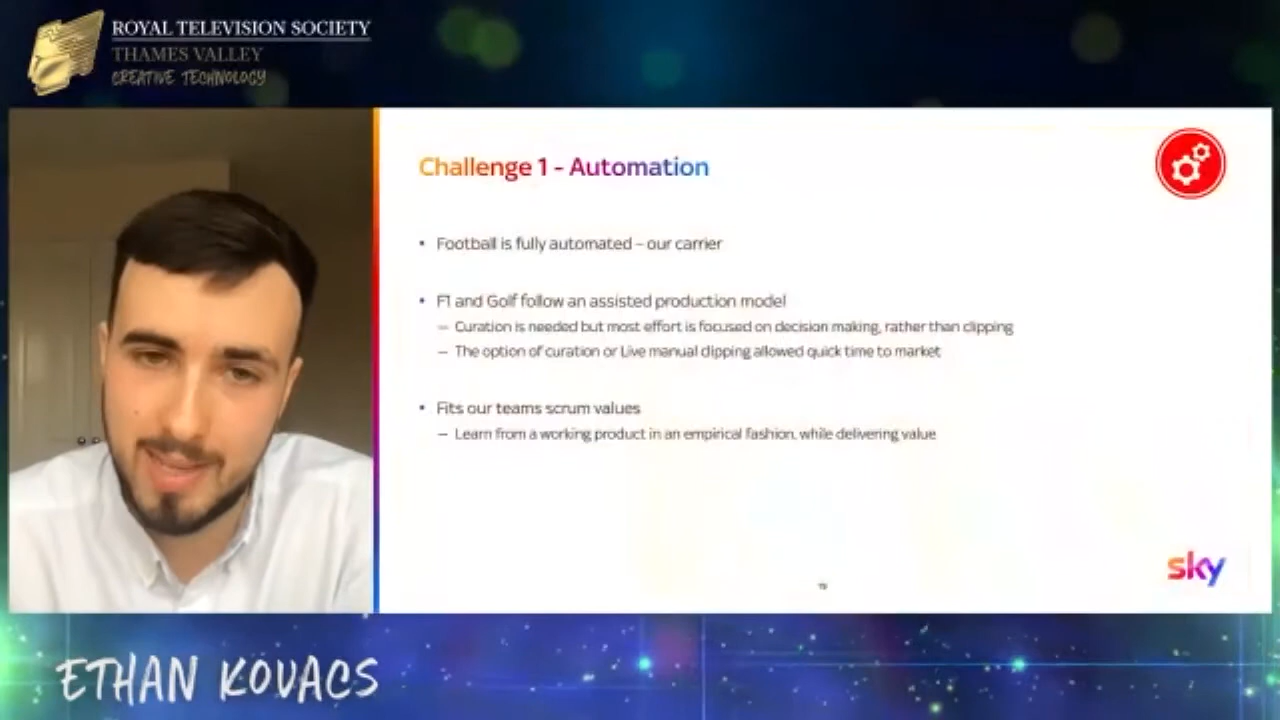 ROYAL TELEVISION SOCIETY
THAMES VALLEY
CREATIVE TECHNOLOGY
Challenge 1 - Automation
• Football is fully automated – our carrier
• F1 and Golf follow an assisted production model
– Curation is needed but most effort is focused on decision making, rather than clipping
– The option of curation or Live manual clipping allowed quick time to market
• Fits our teams scrum values
– Learn from a working product in an empirical fashion, while delivering value
sky
ETHAN KOVACS